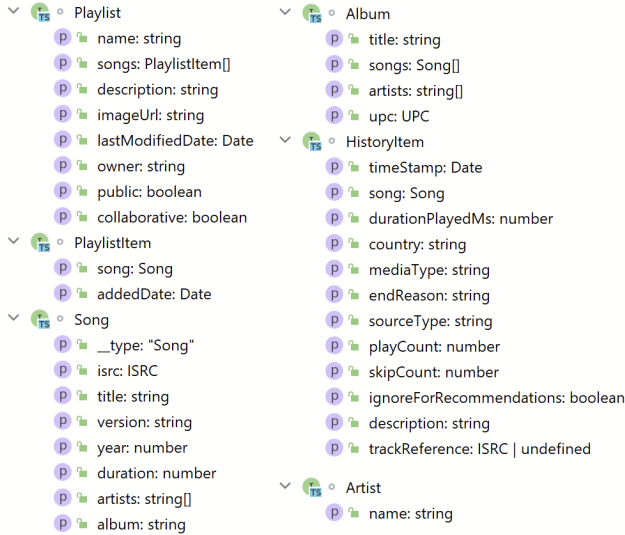 Playlist
name: string
songs: PlaylistItem[]
description: string
imageUrl: string
lastModifiedDate: Date
owner: string
public: boolean
collaborative: boolean
PlaylistItem
song: Song
addedDate: Date
Song
__type: "Song"
isrc: ISRC
title: string
version: string
year: number
duration: number
artists: string[]
album: string
Album
title: string
songs: Song[]
artists: string[]
upc: UPC
HistoryItem
timeStamp: Date
song: Song
durationPlayedMs: number
country: string
mediaType: string
endReason: string
sourceType: string
playCount: number
skipCount: number
ignoreForRecommendations: boolean
description: string
trackReference: ISRC | undefined
Artist
name: string